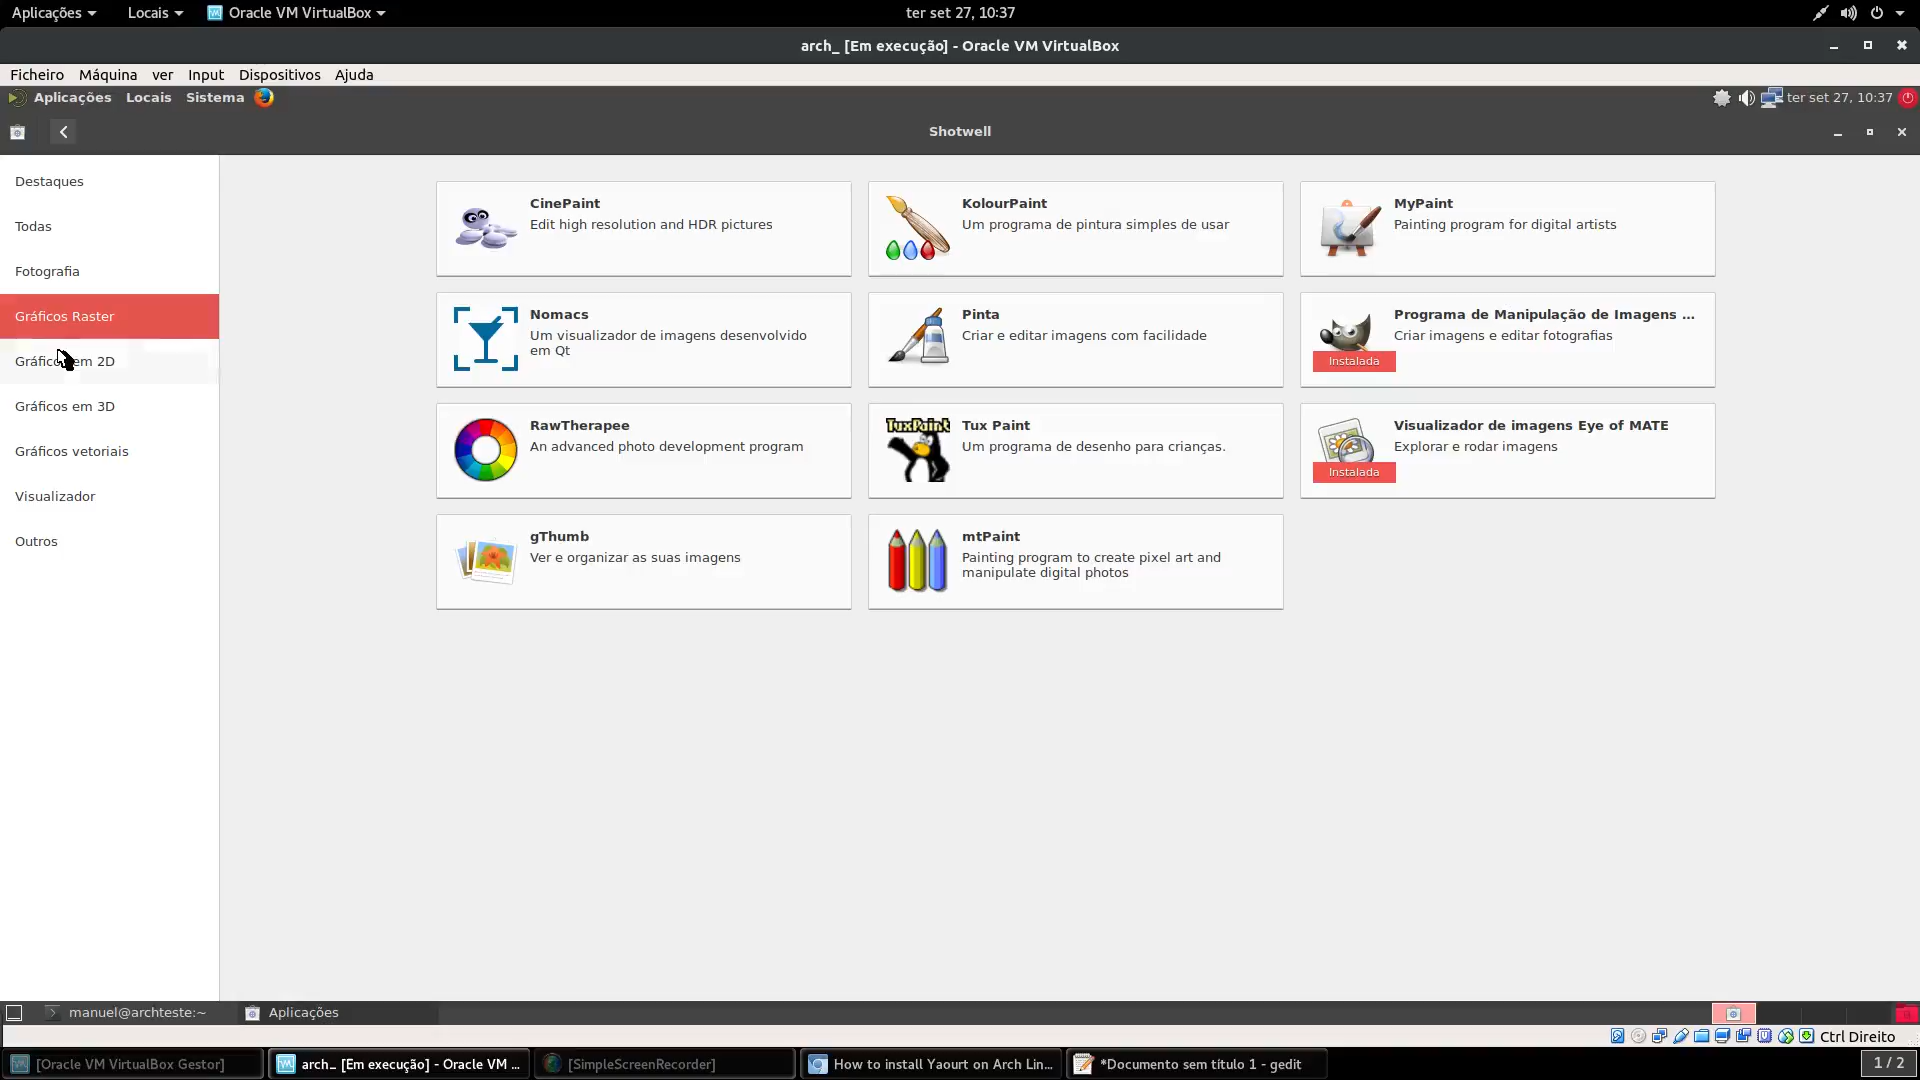 Aplicações Locais Oracle VM VirtualBox ter set 27, 10:37
arch_ [Em execução] - Oracle VM VirtualBox
Ficheiro Máquina ver Input Dispositivos Ajuda
Aplicações Locais Sistema ter set 27, 10:37
Shotwell
Destaques
Todas
Fotografia
Gráficos Raster
Gráficos em 2D
Gráficos em 3D
Gráficos vetoriais
Visualizador
Outros
CinePaint
Edit high resolution and HDR pictures
KolourPaint
Um programa de pintura simples de usar
MyPaint
Painting program for digital artists
Nomacs
Um visualizador de imagens desenvolvido
em Qt
Pinta
Criar e editar imagens com facilidade
Programa de Manipulação de Imagens ...
Criar imagens e editar fotografias
Instalada
RawTherapee
An advanced photo development program
TuxPaint
Tux Paint
Um programa de desenho para crianças.
Visualizador de imagens Eye of MATE
Explorar e rodar imagens
Instalada
gThumb
Ver e organizar as suas imagens
mtPaint
Painting program to create pixel art and
manipulate digital photos
manuel@archteste:~ Aplicações
Ctrl Direito
[Oracle VM VirtualBox Gestor] arch_ [Em execução] - Oracle VM ... [SimpleScreenRecorder] How to install Yaourt on Arch Lin... *Documento sem título 1 - gedit 1 / 2